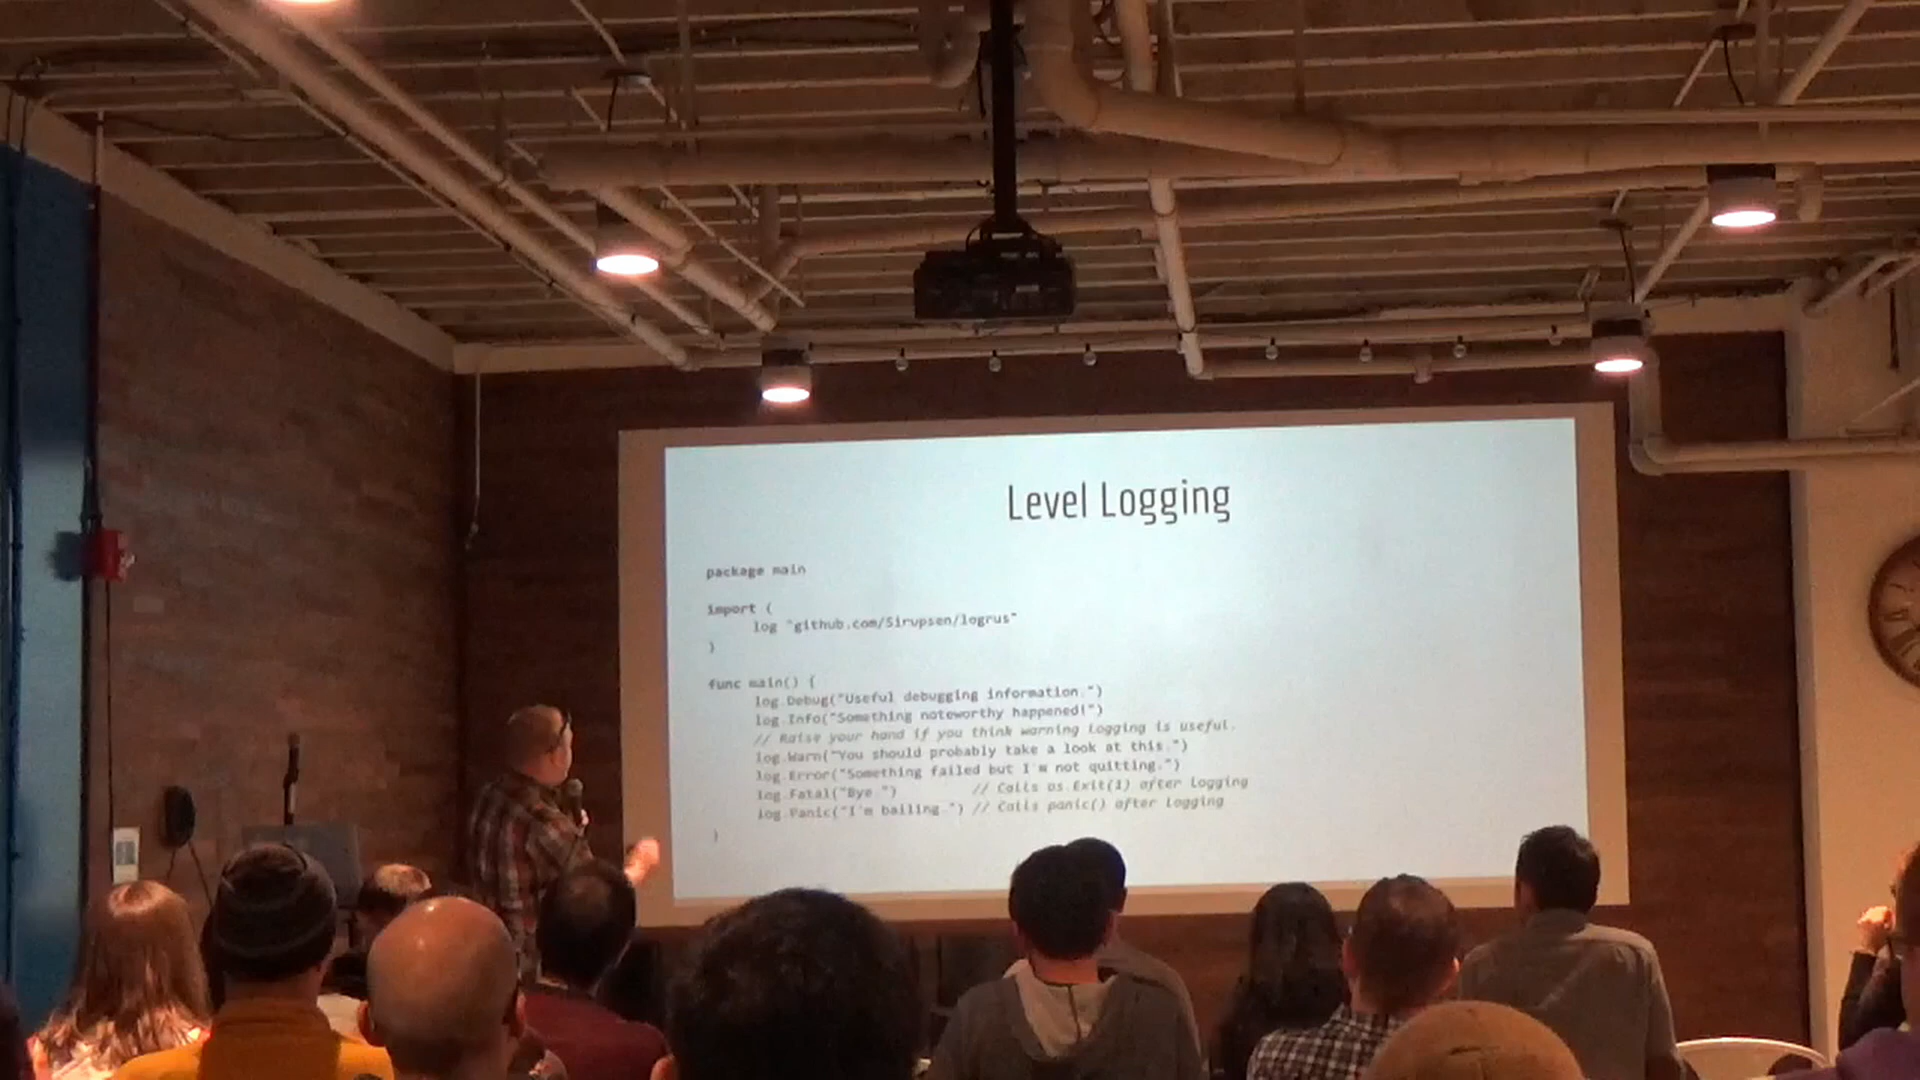 Level Logging
package main
import (
log "github.com/Sirupsen/logrus"
)
func main() {
log.Debug("Useful debugging information.")
log.Info("Something noteworthy happened!")
// Raise your hand if you think warning logging is useful.
log.Warn("You should probably take a look at this.")
log.Error("Something failed but I'm not quitting.")
log.Fatal("Bye.") // Calls os.Exit(1) after logging
log.Panic("I'm bailing.") // Calls panic() after logging
}